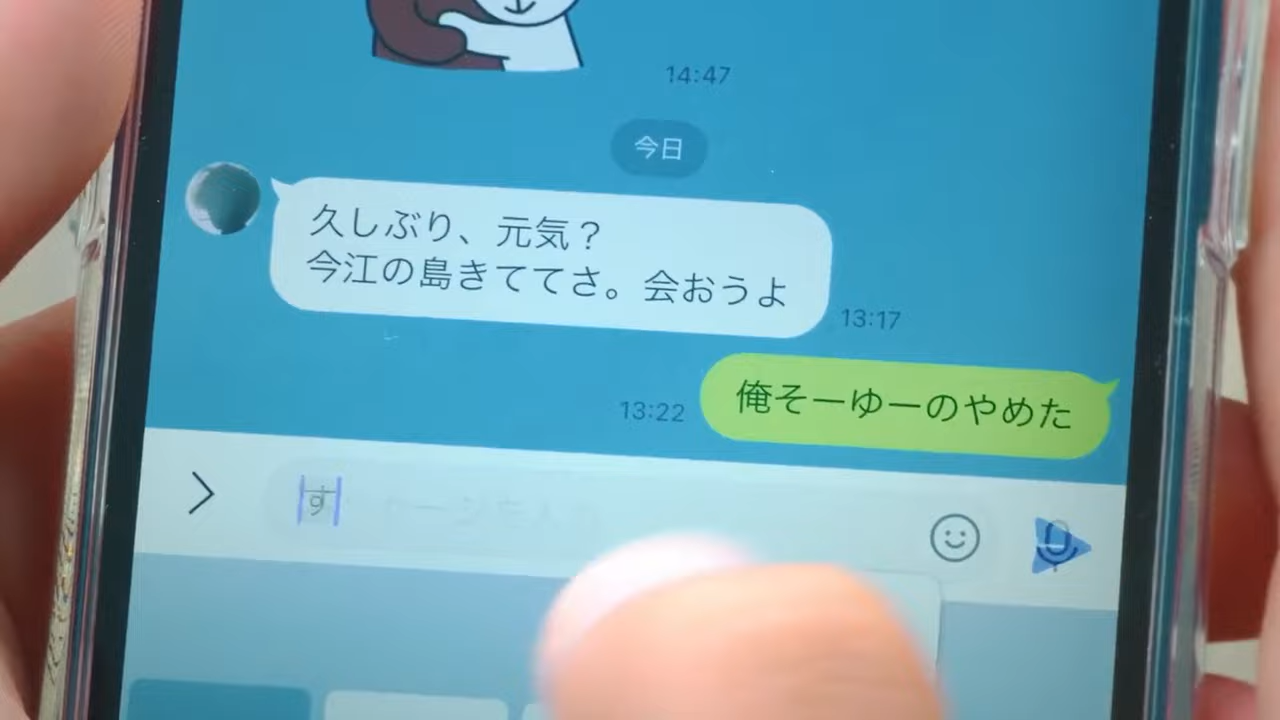 14:47
今日
久しぶり、元気？
今江の島きててさ。会おうよ
13:17
俺そーゆーのやめた
13:22
す